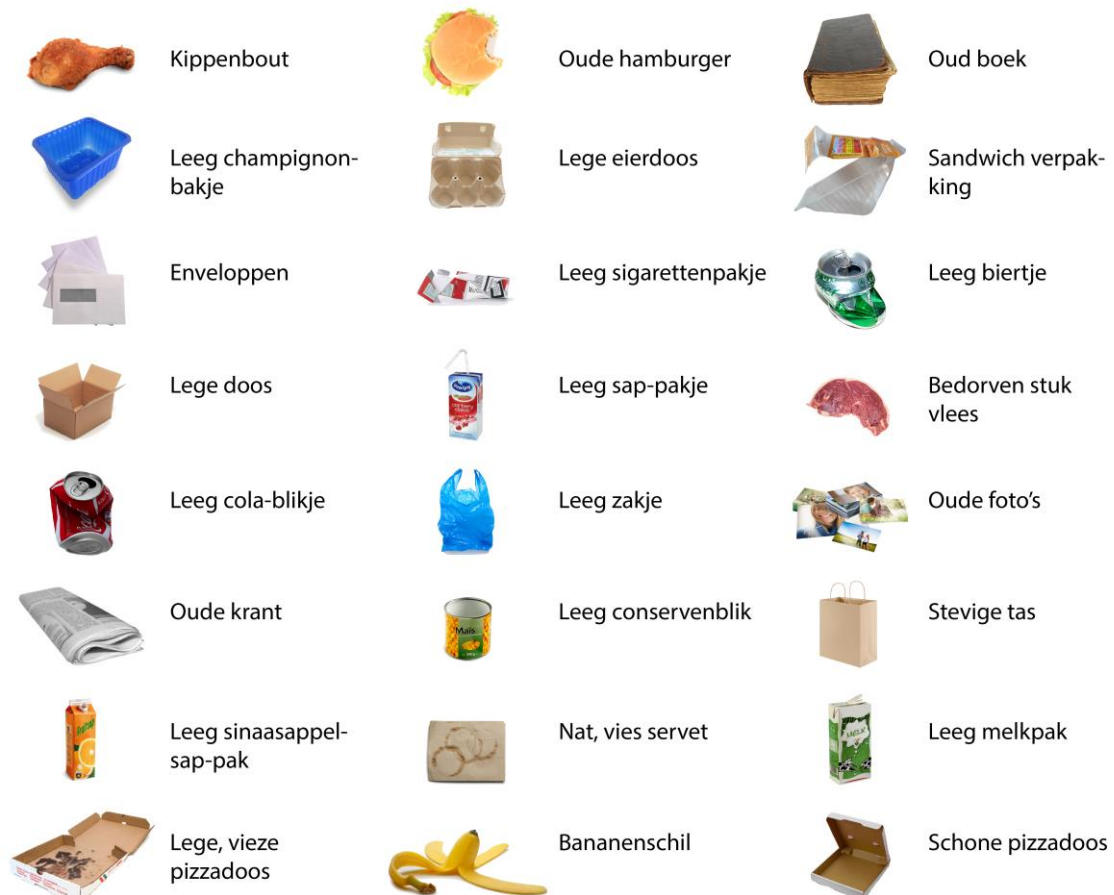 Kippenbout
Oude hamburger
Oud boek
Leeg champignon-
bakje
Lege eierdoos
Sandwich verpak-
king
Enveloppen
Leeg sigarettenpakje
Leeg biertje
Lege doos
Leeg sap-pakje
Bedorven stuk
vlees
Leeg cola-blikje
Leeg zakje
Oude foto's
Oude krant
Leeg conservenblik
Maïs
Stevige tas
Leeg sinaasappel-
sap-pak
Nat, vies servet
Leeg melkpak
MELK
Lege, vieze
pizzadoos
Bananenschil
Schone pizzadoos